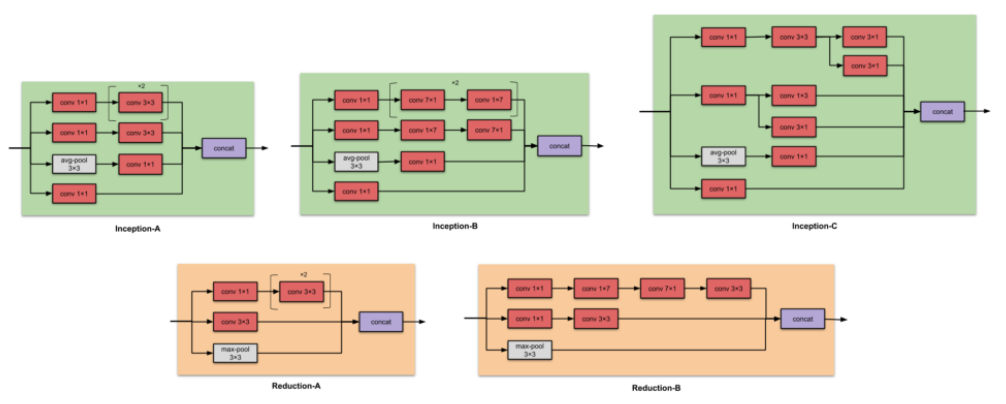 ×2
conv 1×1
conv 3×3
conv 1×1
conv 3×3
avg-pool
3×3
conv 1×1
conv 1×1
concat
Inception-A
×2
conv 1×1
conv 7×1
conv 1×7
conv 1×1
conv 1×7
conv 7×1
avg-pool
3×3
conv 1×1
conv 1×1
concat
Inception-B
conv 1×1
conv 3×3
conv 3×1
conv 3×1
conv 1×1
conv 1×3
conv 3×1
avg-pool
3×3
conv 1×1
conv 1×1
concat
Inception-C
×2
conv 1×1
conv 3×3
conv 3×3
max-pool
3×3
concat
Reduction-A
conv 1×1
conv 1×7
conv 7×1
conv 3×3
conv 1×1
conv 3×3
max-pool
3×3
concat
Reduction-B